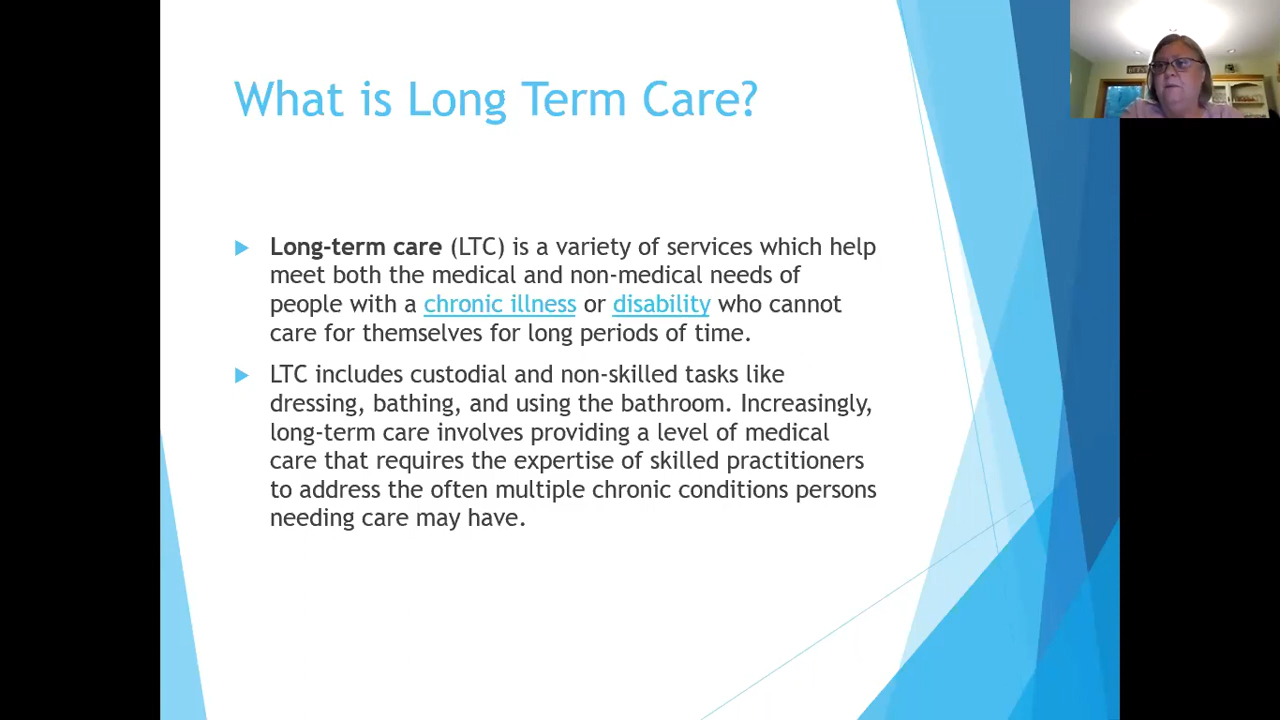 What is Long Term Care?
Long-term care (LTC) is a variety of services which help
meet both the medical and non-medical needs of
people with a chronic illness or disability who cannot
care for themselves for long periods of time.
LTC includes custodial and non-skilled tasks like
dressing, bathing, and using the bathroom. Increasingly,
long-term care involves providing a level of medical
care that requires the expertise of skilled practitioners
to address the often multiple chronic conditions persons
needing care may have.